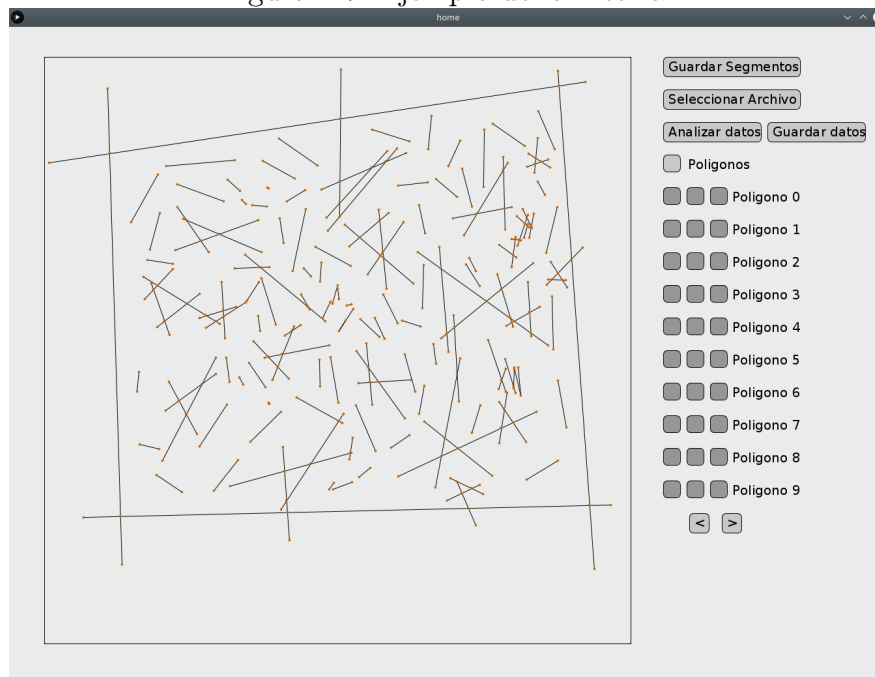 home
Guardar Segmentos
Seleccionar Archivo
Analizar datos Guardar datos
Poligonos
Poligono 0
Poligono 1
Poligono 2
Poligono 3
Poligono 4
Poligono 5
Poligono 6
Poligono 7
Poligono 8
Poligono 9
< >